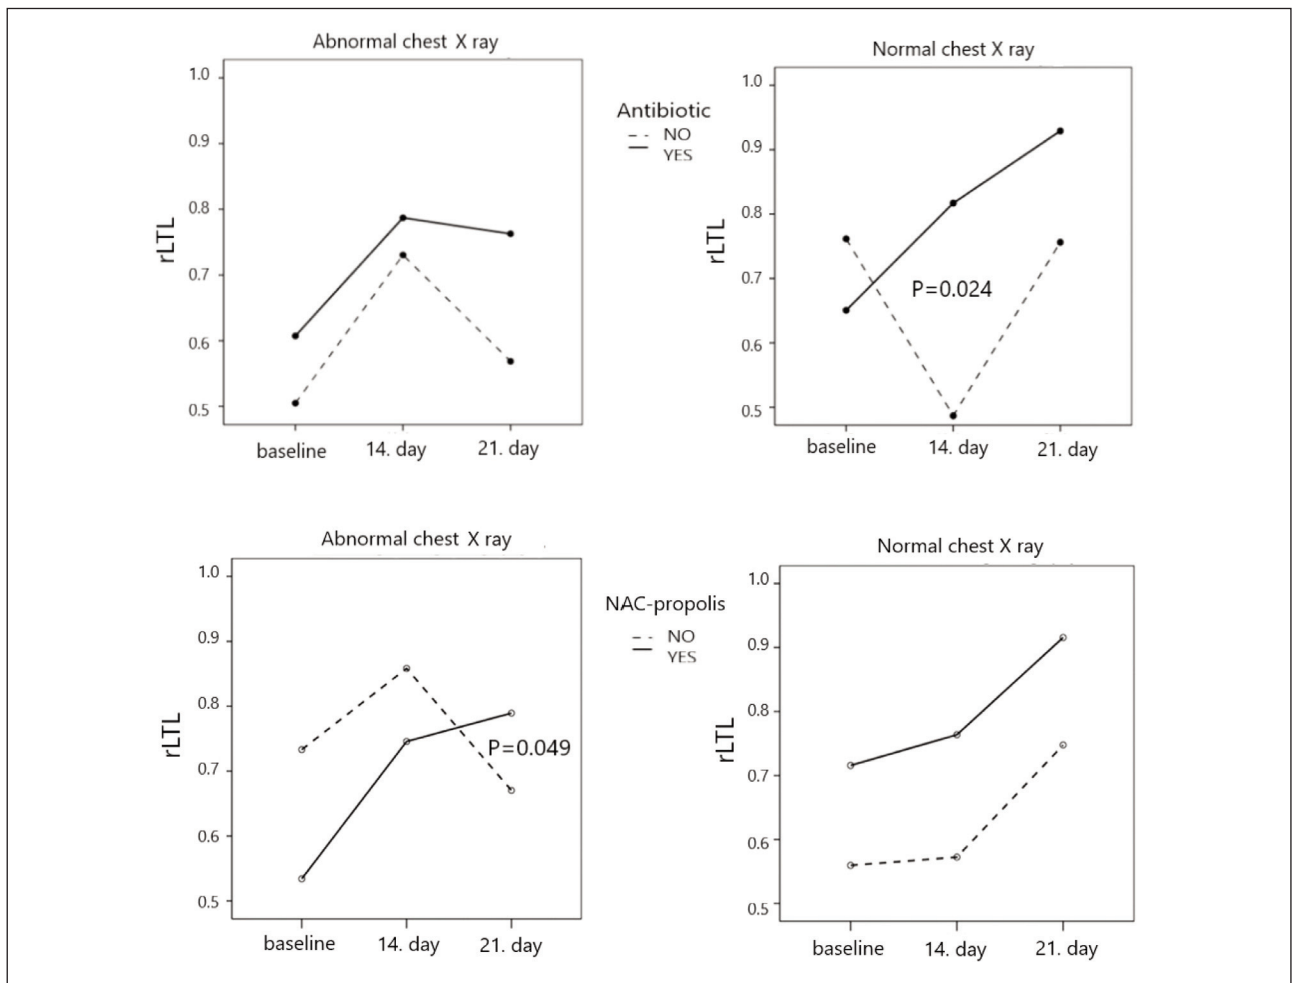 Abnormal chest X ray
1.0
0.9
0.8
0.7
0.6
0.5
rLTL
baseline 14. day 21. day
Antibiotic
NO
YES
Normal chest X ray
1.0
0.9
0.8
0.7
0.6
0.5
rLTL
P=0.024
baseline 14. day 21. day
Abnormal chest X ray
1.0
0.9
0.8
0.7
0.6
0.5
rLTL
P=0.049
baseline 14. day 21. day
NAC-propolis
NO
YES
Normal chest X ray
1.0
0.9
0.8
0.7
0.6
0.5
rLTL
baseline 14. day 21. day